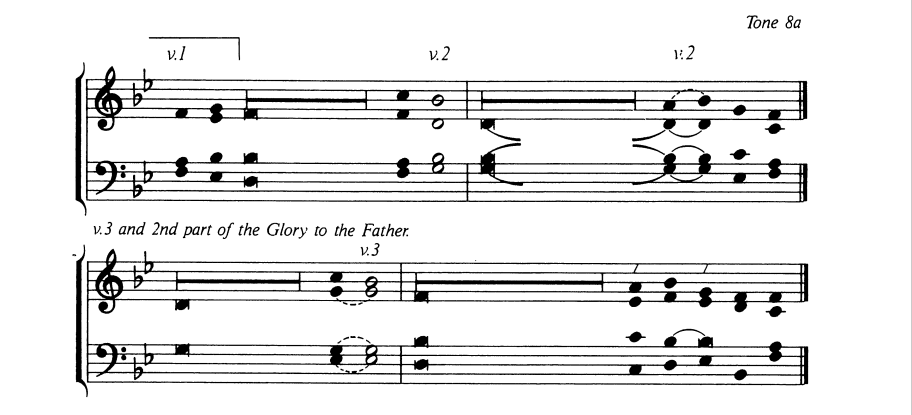 Tone 8a
v.1 v.2 v.2
v.3 and 2nd part of the Glory to the Father.
v.3